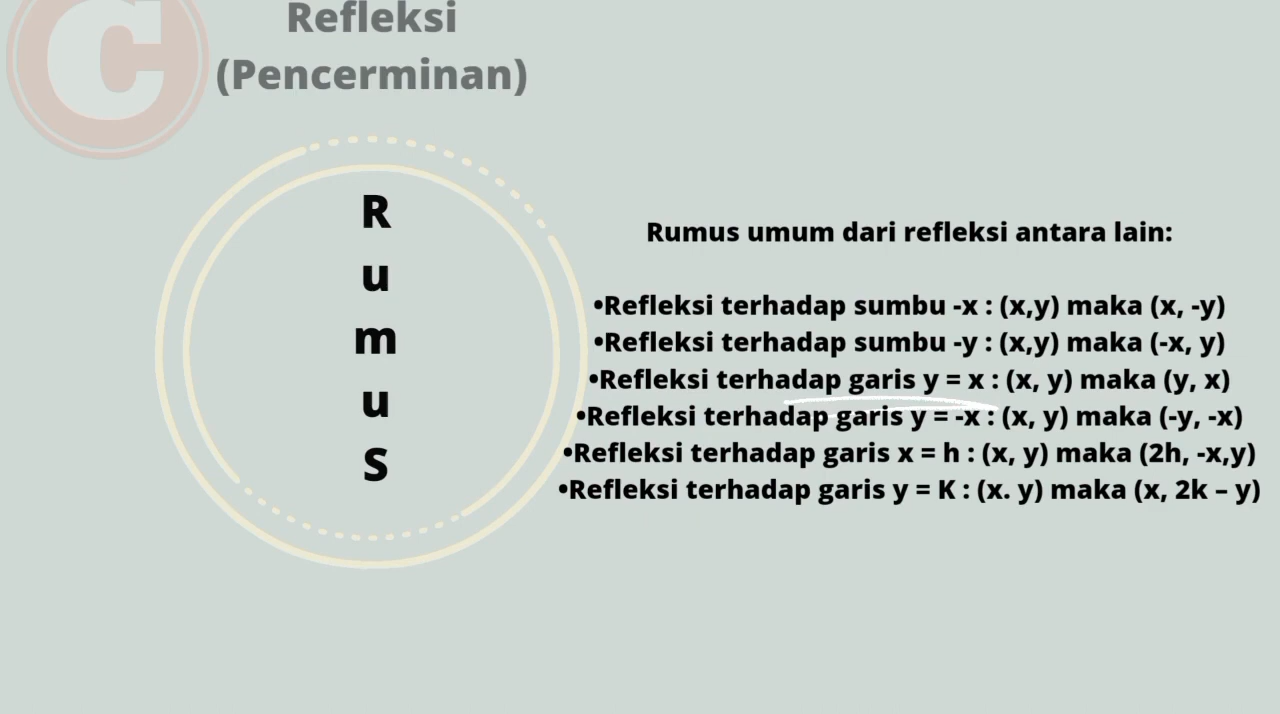 C
Refleksi
(Pencerminan)
R
u
m
u
s
Rumus umum dari refleksi antara lain:
•Refleksi terhadap sumbu -x : (x,y) maka (x, -y)
•Refleksi terhadap sumbu -y : (x,y) maka (-x, y)
•Refleksi terhadap garis y = x : (x, y) maka (y, x)
•Refleksi terhadap garis y = -x : (x, y) maka (-y, -x)
•Refleksi terhadap garis x = h : (x, y) maka (2h, -x,y)
•Refleksi terhadap garis y = K : (x. y) maka (x, 2k – y)